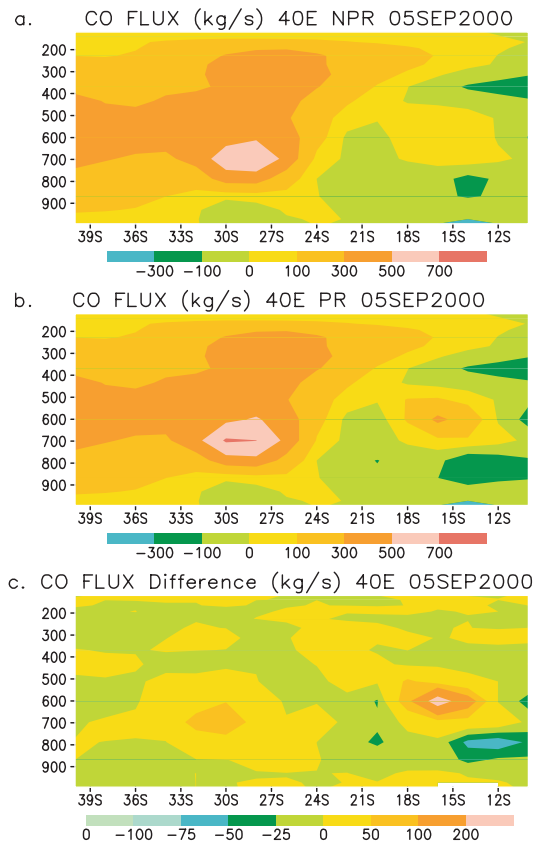 a. CO FLUX (kg/s) 40E NPR 05SEP2000
200
300
400
500
600
700
800
900
39S 36S 33S 30S 27S 24S 21S 18S 15S 12S
−300 −100 0 100 300 500 700
b. CO FLUX (kg/s) 40E PR 05SEP2000
200
300
400
500
600
700
800
900
39S 36S 33S 30S 27S 24S 21S 18S 15S 12S
−300 −100 0 100 300 500 700
c. CO FLUX Difference (kg/s) 40E 05SEP2000
200
300
400
500
600
700
800
900
39S 36S 33S 30S 27S 24S 21S 18S 15S 12S
0 −100 −75 −50 −25 0 50 100 200